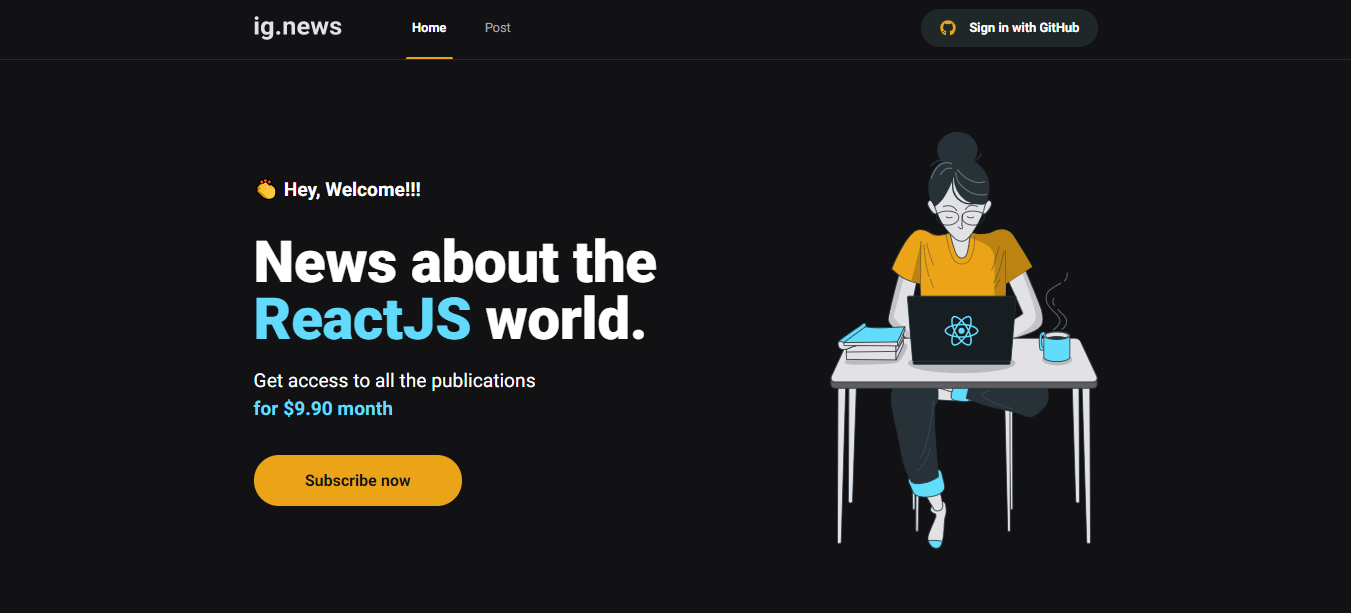 ig.news
Home
Post
Sign in with GitHub
👏 Hey, Welcome!!!
News about the
ReactJS world.
Get access to all the publications
for $9.90 month
Subscribe now